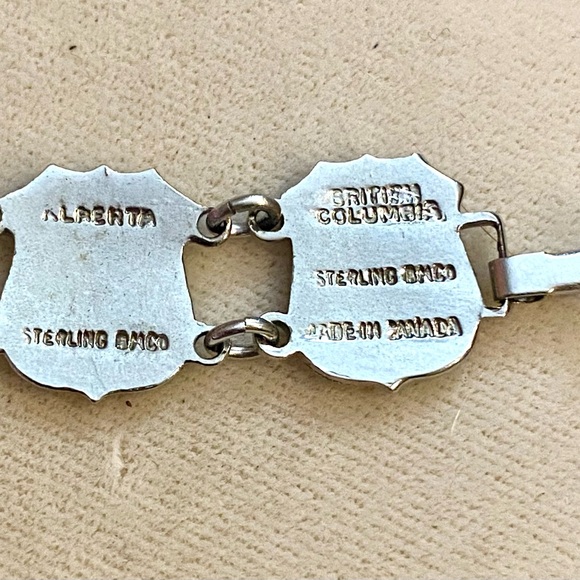 ALBERTA
STERLING BMCO
BRITISH
COLUMBIA
STERLING BMCO
MADE IN CANADA